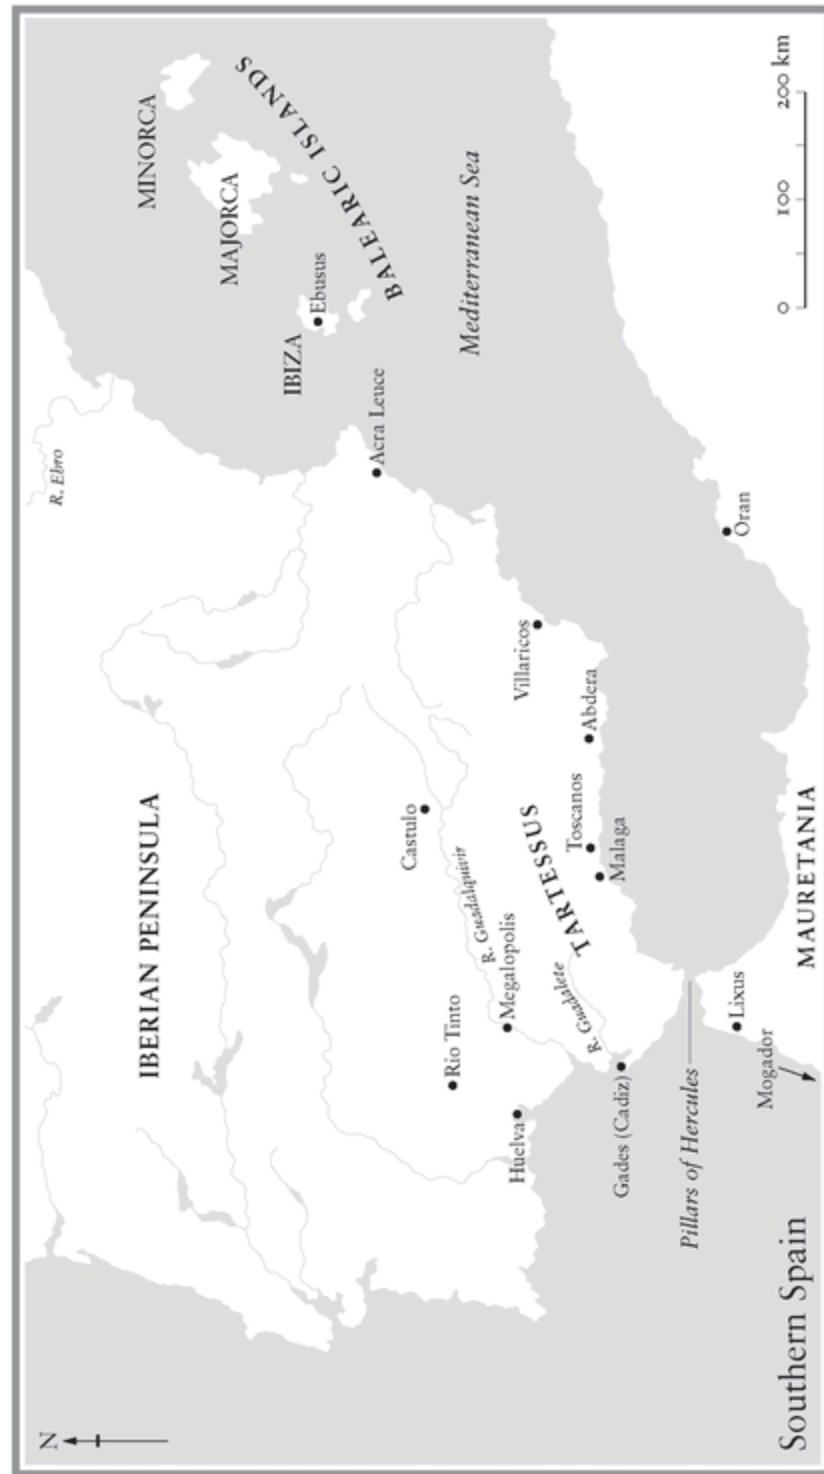 N
IBERIAN PENINSULA
R. Ebro
MINORCA
MAJORCA
BALEARIC ISLANDS
IBIZA
Ebusus
Acra Leuce
Mediterranean Sea
Castulo
Rio Tinto
R. Guadalquivir
Megalopolis
Huelva
TARTESSUS
R. Guadalete
Villaricos
Toscanos
Abdera
Malaga
Gades (Cadiz)
Pillars of Hercules
Oran
Lixus
Mogador
MAURETANIA
Southern Spain
0 100 200 km